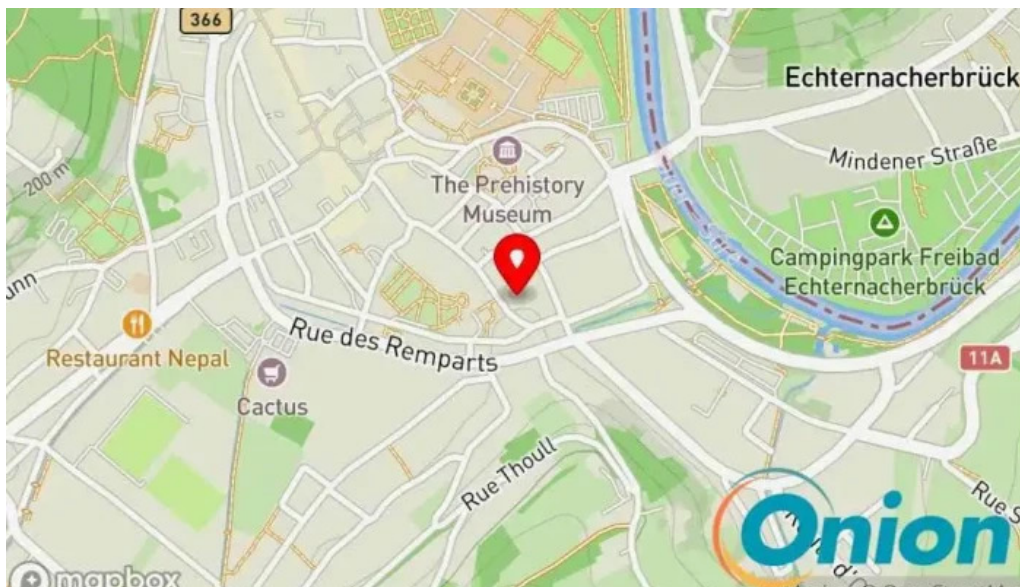 366
Echternacherbrück
Mindener Straße
200 m
The Prehistory
Museum
Campingpark Freibad
Echternacherbrück
unn
Restaurant Nepal
Rue des Remparts
11A
Cactus
Rue Thoull
Rue S
Onion
mapbox